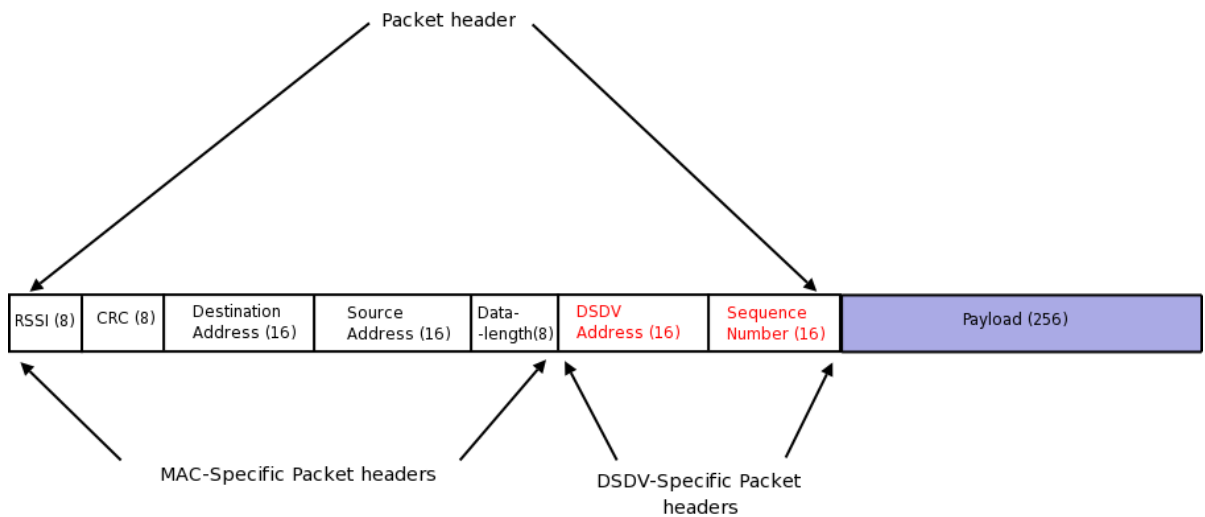 Packet header
RSSI (8)
CRC (8)
Destination
Address (16)
Source
Address (16)
Data-
-length(8)
DSDV
Address (16)
Sequence
Number (16)
Payload (256)
MAC-Specific Packet headers
DSDV-Specific Packet
headers